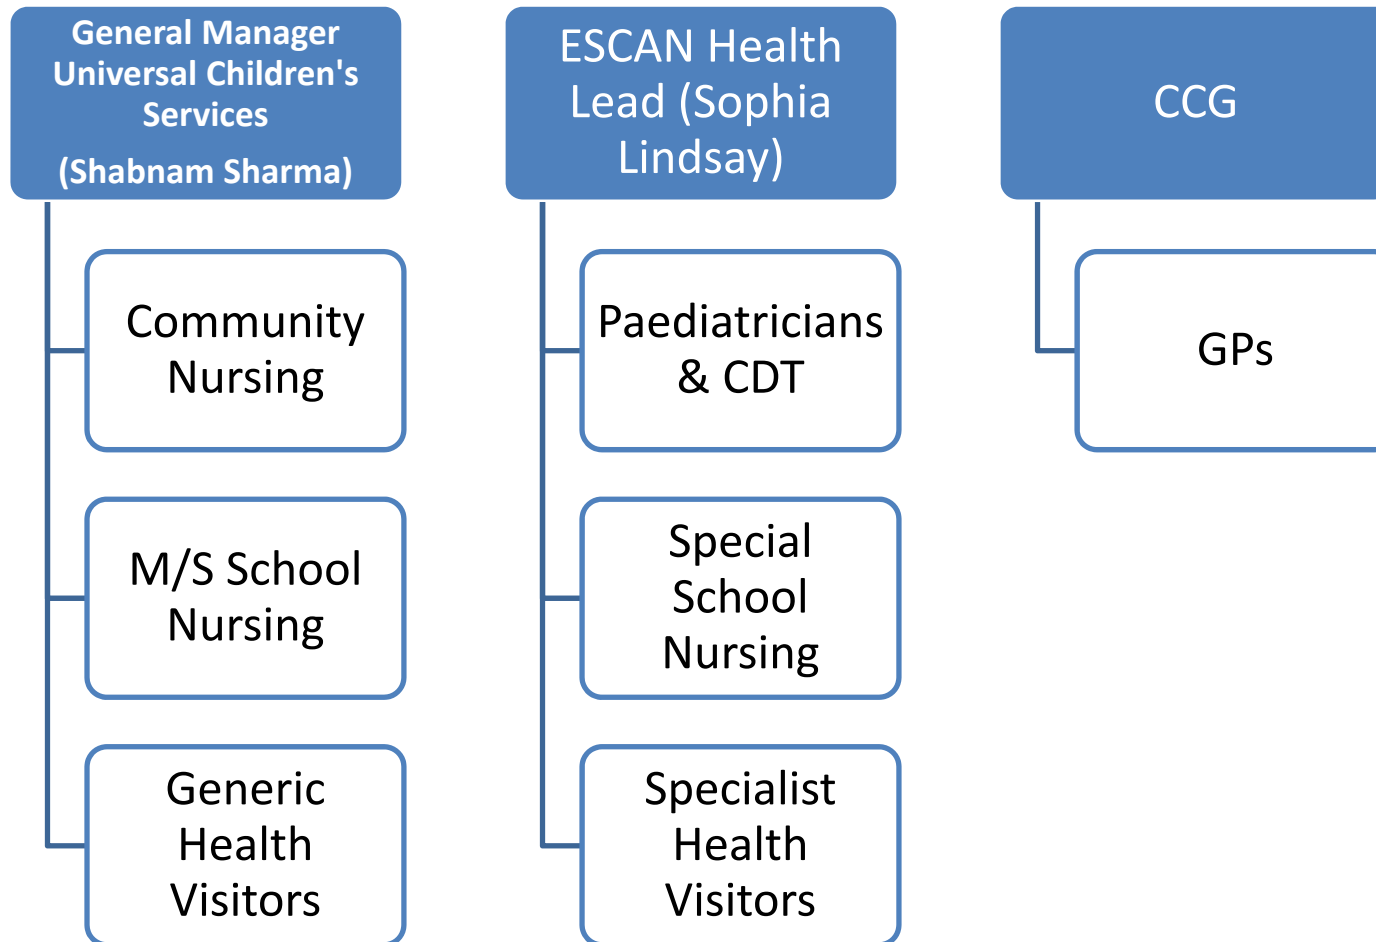 General Manager
Universal Children's
Services
(Shabnam Sharma)
Community
Nursing
M/S School
Nursing
Generic
Health
Visitors
ESCAN Health
Lead (Sophia
Lindsay)
Paediatricians
& CDT
Special
School
Nursing
Specialist
Health
Visitors
CCG
GPs